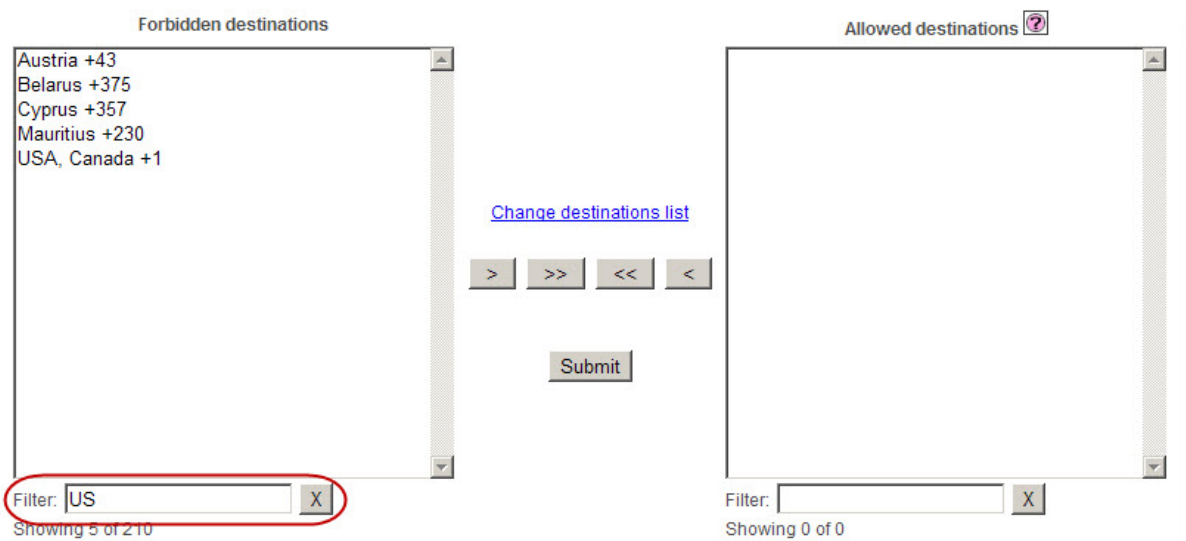 Forbidden destinations
Austria +43
Belarus +375
Cyprus +357
Mauritius +230
USA, Canada +1
Filter: US X
Showing 5 of 210
Change destinations list
> >> << <
Submit
Allowed destinations ?
Filter: X
Showing 0 of 0